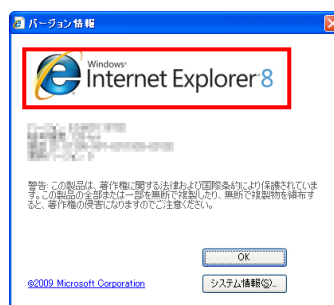 バージョン情報
Windows
Internet Explorer 8
警告: この製品は、著作権に関する法律および国際条約により保護されていま
す。この製品の全部または一部を無断で複製したり、無断で複製物を頒布す
ると、著作権の侵害になりますのでご注意ください。
OK
©2009 Microsoft Corporation
システム情報(S)...